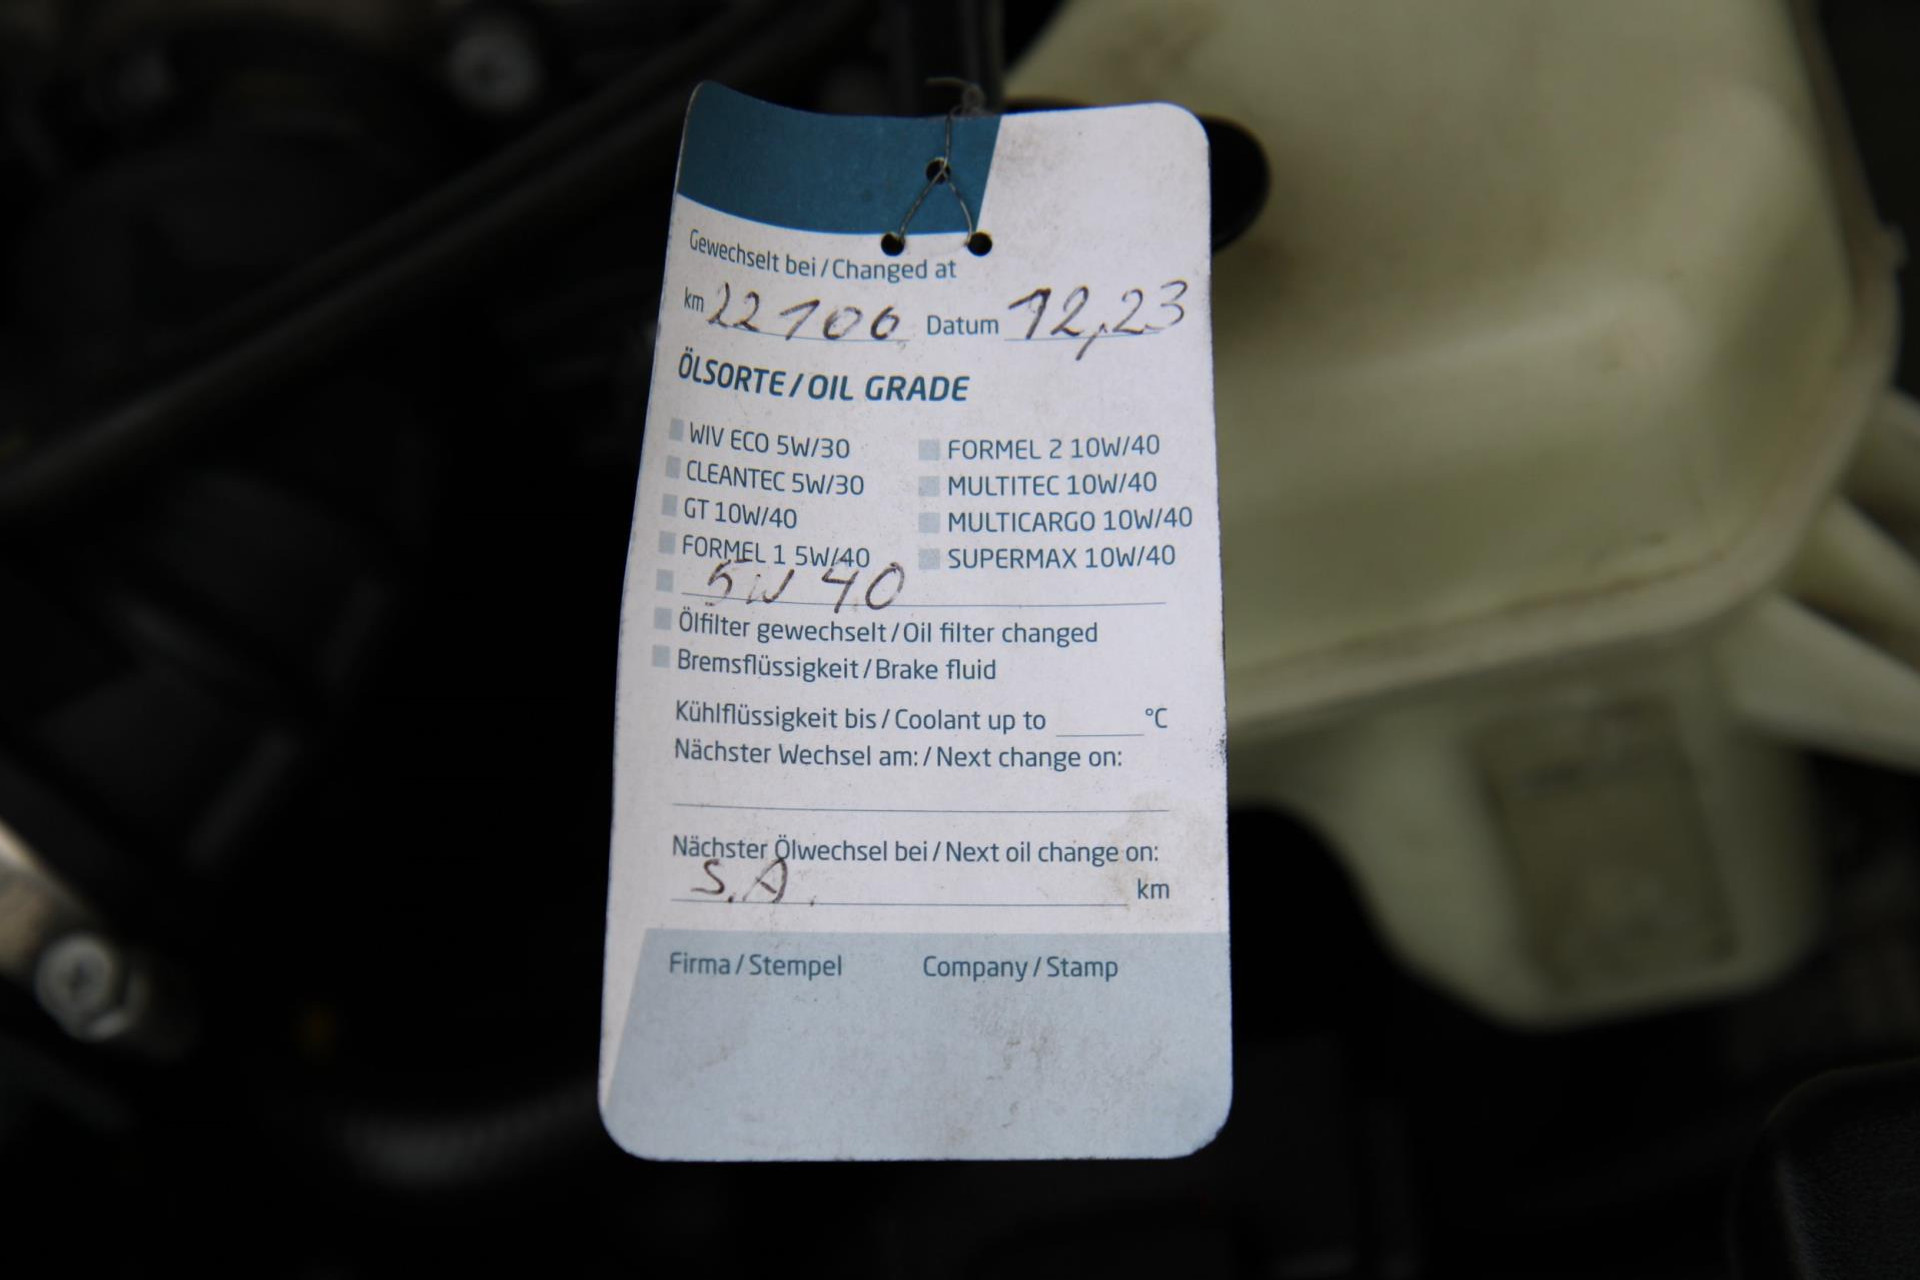 Gewechselt bei / Changed at
km 22106 Datum 12,23
ÖLSORTE / OIL GRADE
WIV ECO 5W/30 FORMEL 2 10W/40
CLEANTEC 5W/30 MULTITEC 10W/40
GT 10W/40 MULTICARGO 10W/40
FORMEL 1 5W/40 SUPERMAX 10W/40
5W 40
Ölfilter gewechselt / Oil filter changed
Bremsflüssigkeit / Brake fluid
Kühlflüssigkeit bis / Coolant up to °C
Nächster Wechsel am: / Next change on:
Nächster Ölwechsel bei / Next oil change on:
S.A. km
Firma / Stempel Company / Stamp